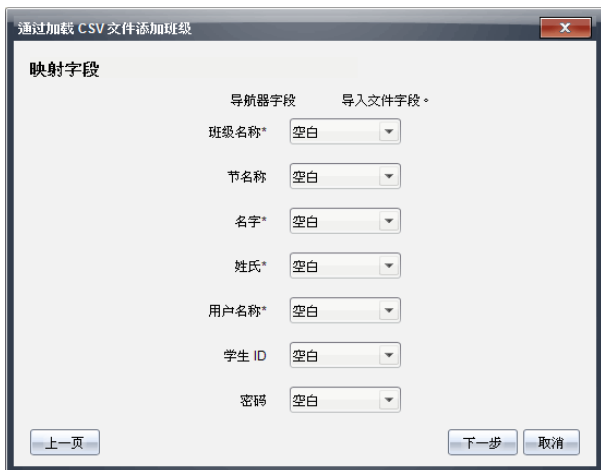 通过加载 CSV 文件添加班级
映射字段
导航器字段 导入文件字段。
班级名称* 空白
节名称 空白
名字* 空白
姓氏* 空白
用户名称* 空白
学生 ID 空白
密码 空白
上一页 下一步 取消